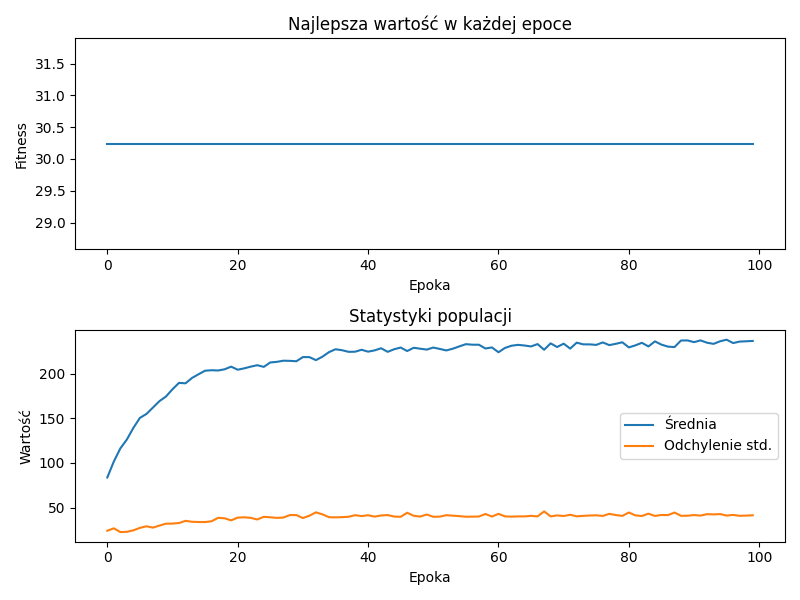 Najlepsza wartość w każdej epoce
31.5
31.0
30.5
30.0
29.5
29.0
Fitness
0 20 40 60 80 100
Epoka
Statystyki populacji
200
150
100
50
Wartość
Średnia
Odchylenie std.
0 20 40 60 80 100
Epoka